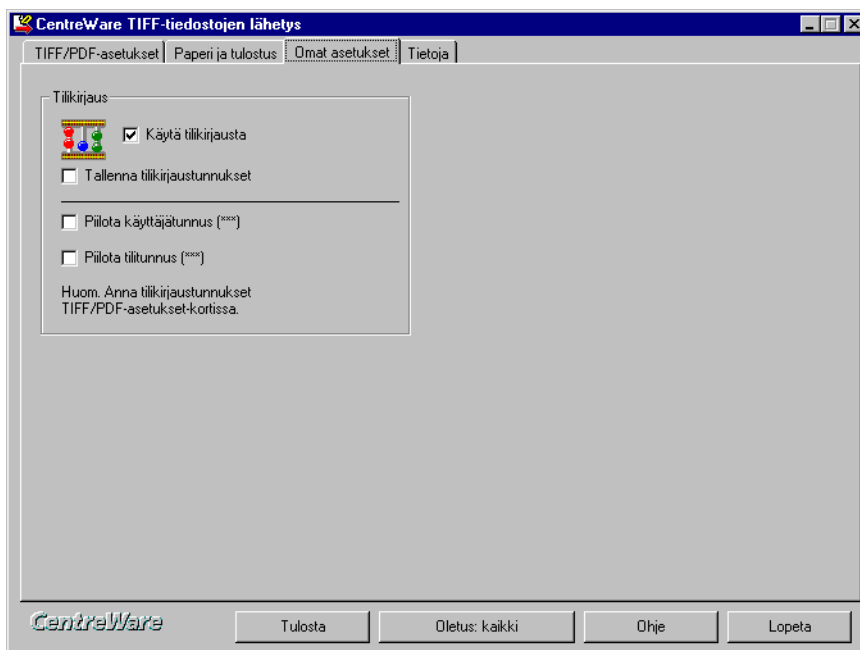 CentreWare TIFF-tiedostojen lähetys
TIFF/PDF-asetukset Paperi ja tulostus Omat asetukset Tietoja
Tilikirjaus
Käytä tilikirjausta
Tallenna tilikirjaustunnukset
Piilota käyttäjätunnus (***)
Piilota tilitunnus (***)
Huom. Anna tilikirjaustunnukset
TIFF/PDF-asetukset-kortissa.
CentreWare Tulosta Oletus: kaikki Ohje Lopeta